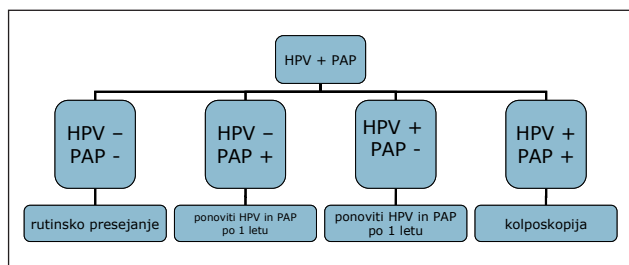 HPV + PAP
HPV –
PAP -
HPV –
PAP +
HPV +
PAP -
HPV +
PAP +
rutinsko presejanje
ponoviti HPV in PAP
po 1 letu
ponoviti HPV in PAP
po 1 letu
kolposkopija